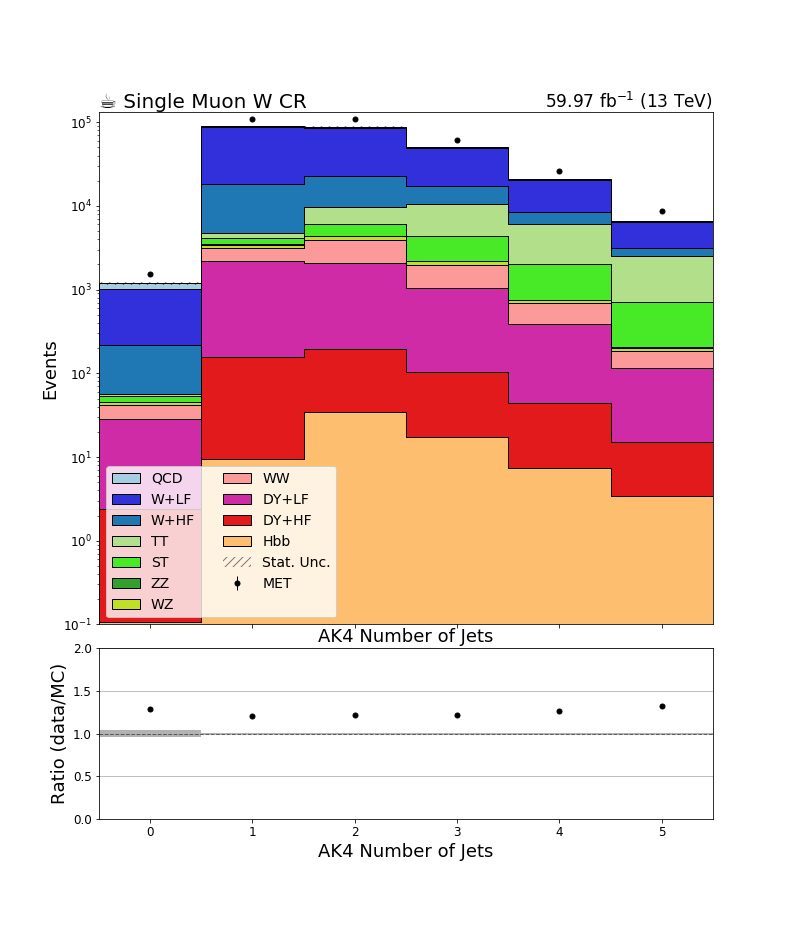 ☕ Single Muon W CR
59.97 fb⁻¹ (13 TeV)
Events
10⁵
10⁴
10³
10²
10¹
10⁰
10⁻¹
QCD
W+LF
W+HF
TT
ST
ZZ
WZ
WW
DY+LF
DY+HF
Hbb
Stat. Unc.
MET
AK4 Number of Jets
Ratio (data/MC)
2.0
1.5
1.0
0.5
0.0
0 1 2 3 4 5
AK4 Number of Jets